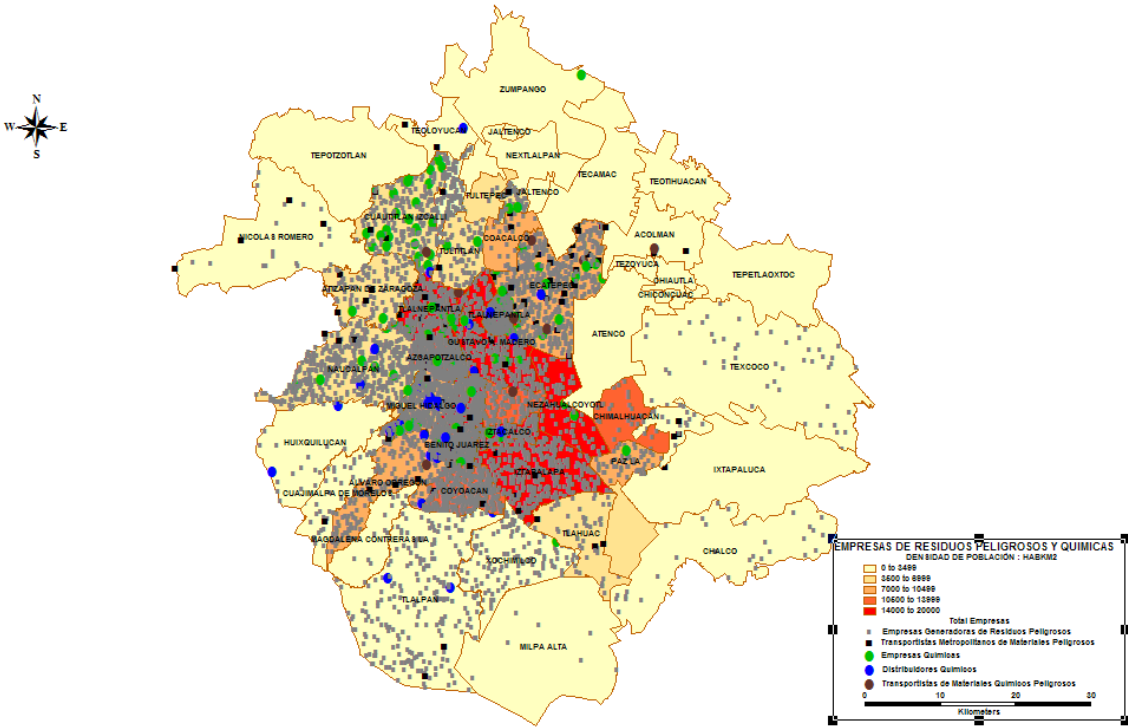 ZUMPANGO
N
W E
S
TEOLOYUCAN
JALTENCO
TEPOTZOTLAN
NEXTLALPAN
TECAMAC
TEOTIHUACAN
TULTEPEC
JALTENCO
CUAUTITLAN IZCALLI
NICOLAS ROMERO
COACALCO
ACOLMAN
TULTITLAN
TEZOYUCA
TEPETLAOXTOC
CHIAUTLA
ECATEPEC
ATIZAPAN DE ZARAGOZA
CHICONCUAC
TLALNEPANTLA
TLALNEPANTLA
ATENCO
GUSTAVO A. MADERO
AZCAPOTZALCO
TEXCOCO
NAUCALPAN
MIGUEL HIDALGO
NEZAHUALCOYOTL
CHIMALHUACAN
IZTACALCO
HUIXQUILUCAN
BENITO JUAREZ
PAZ LA
IXTAPALUCA
IZTAPALAPA
ALVARO OBREGON
CUAJIMALPA DE MORELOS
COYOACAN
TLAHUAC
MAGDALENA CONTRERAS LA
CHALCO
XOCHIMILCO
TLALPAN
MILPA ALTA
EMPRESAS DE RESIDUOS PELIGROSOS Y QUIMICAS
DENSIDAD DE POBLACIÓN : HABKM2
0 to 3499
3500 to 6999
7000 to 10499
10500 to 13999
14000 to 20000
Total Empresas
Empresas Generadoras de Residuos Peligrosos
Transportistas Metropolitanos de Materiales Peligrosos
Empresas Quimicas
Distribuidores Quimicos
Transportistas de Materiales Quimicos Peligrosos
0 10 20 30
Kilometers